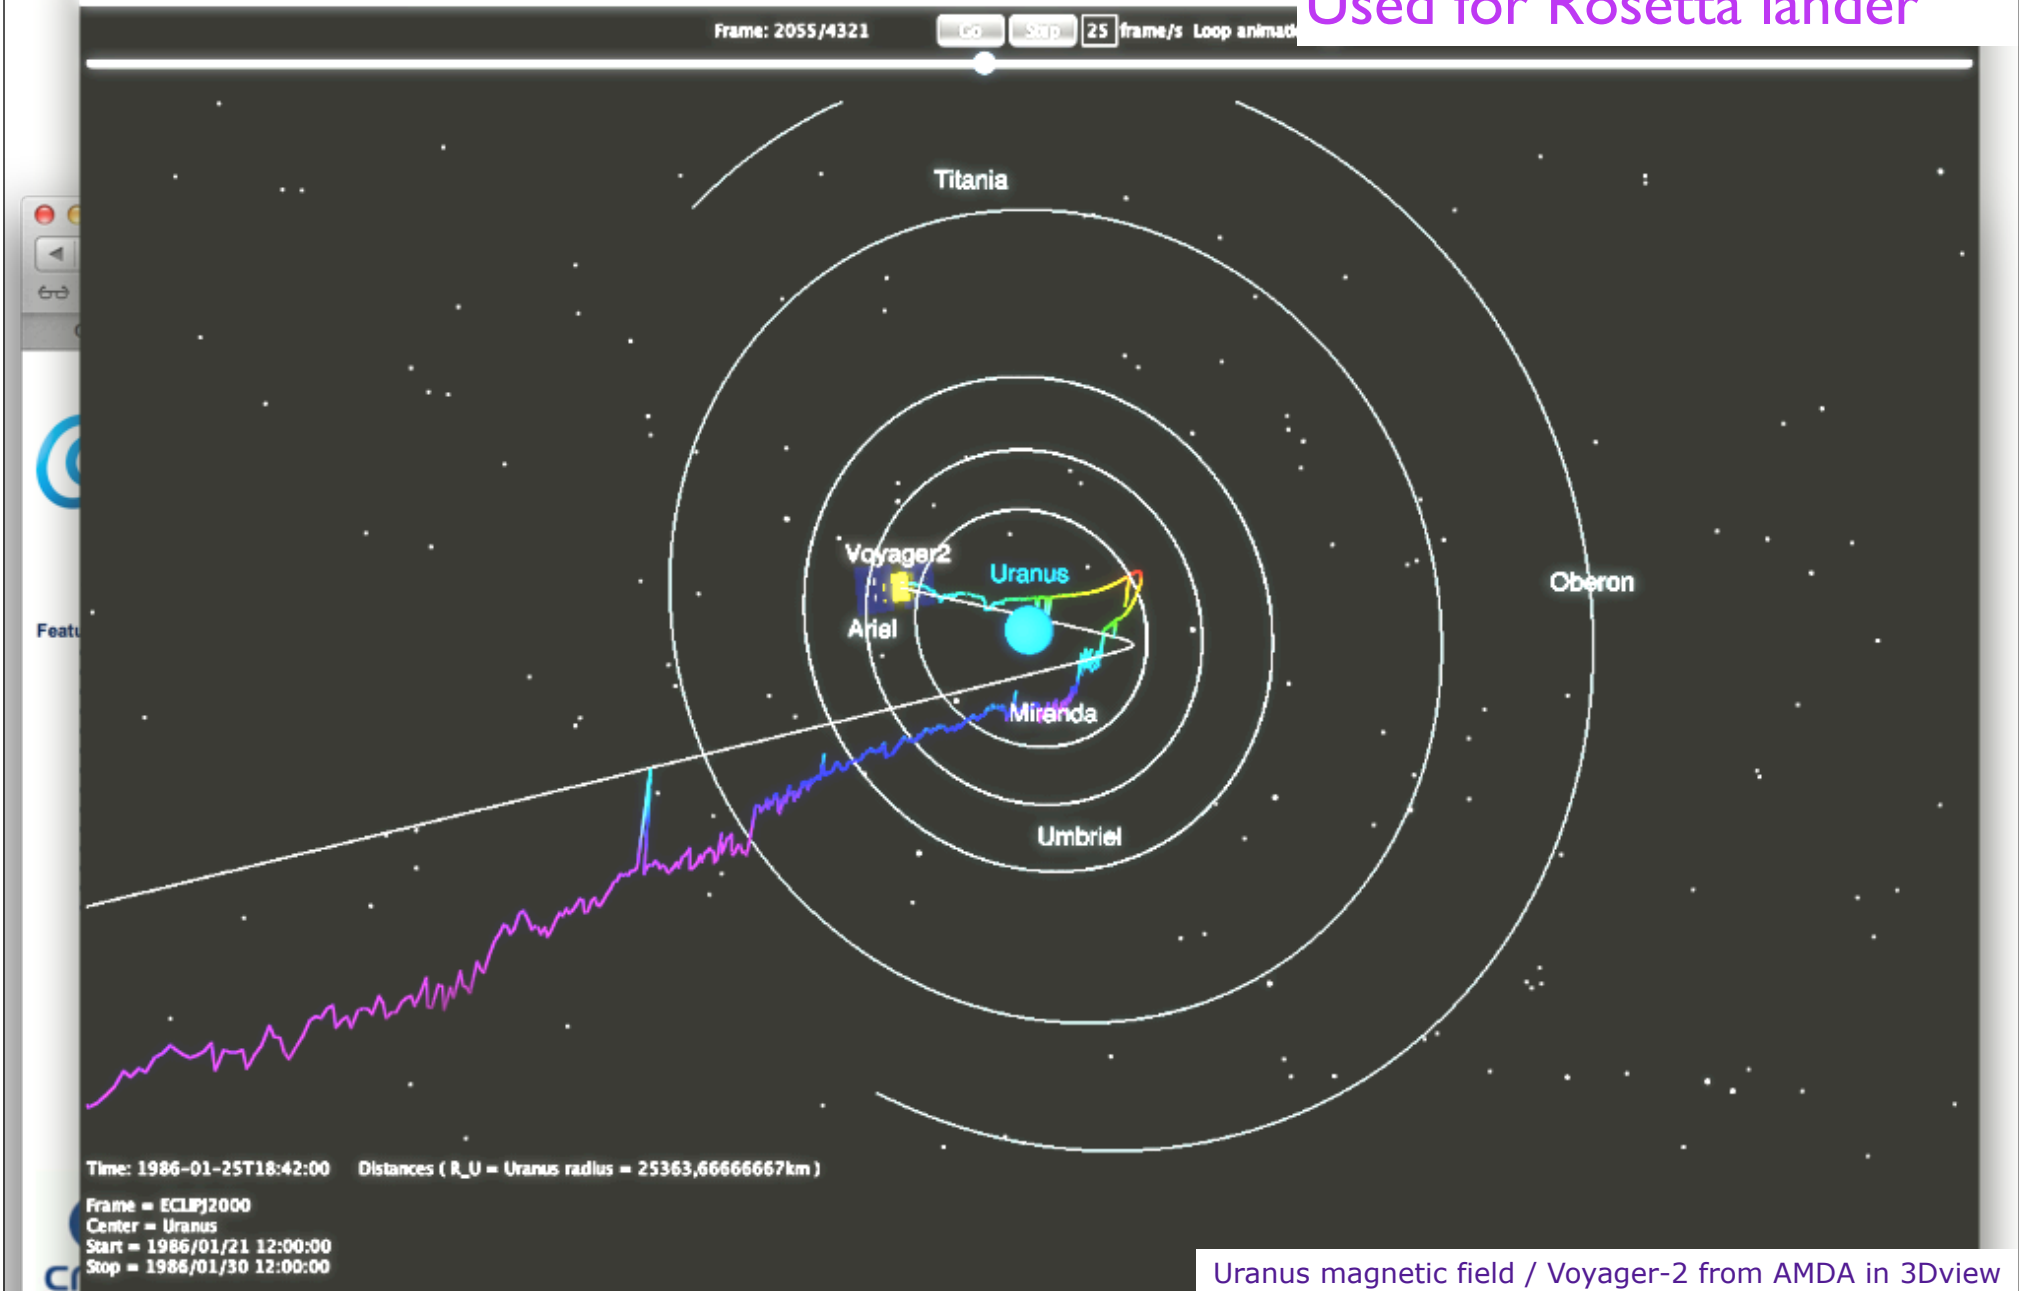 Used for Rosetta lander
Frame: 2055/4321 Go Stop 25 frame/s Loop animati
Titania
Voyager2
Uranus
Oberon
Ariel
Featu
Miranda
Umbriel
Time: 1986-01-25T18:42:00 Distances ( R_U = Uranus radius = 25363,66666667km )
Frame = ECLIPJ2000
Center = Uranus
Start = 1986/01/21 12:00:00
Stop = 1986/01/30 12:00:00
Uranus magnetic field / Voyager-2 from AMDA in 3Dview